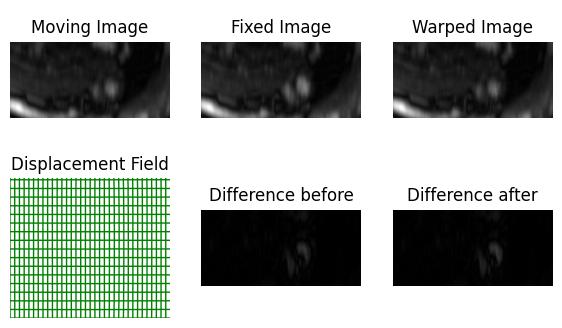 Moving Image
Fixed Image
Warped Image
Displacement Field
Difference before
Difference after